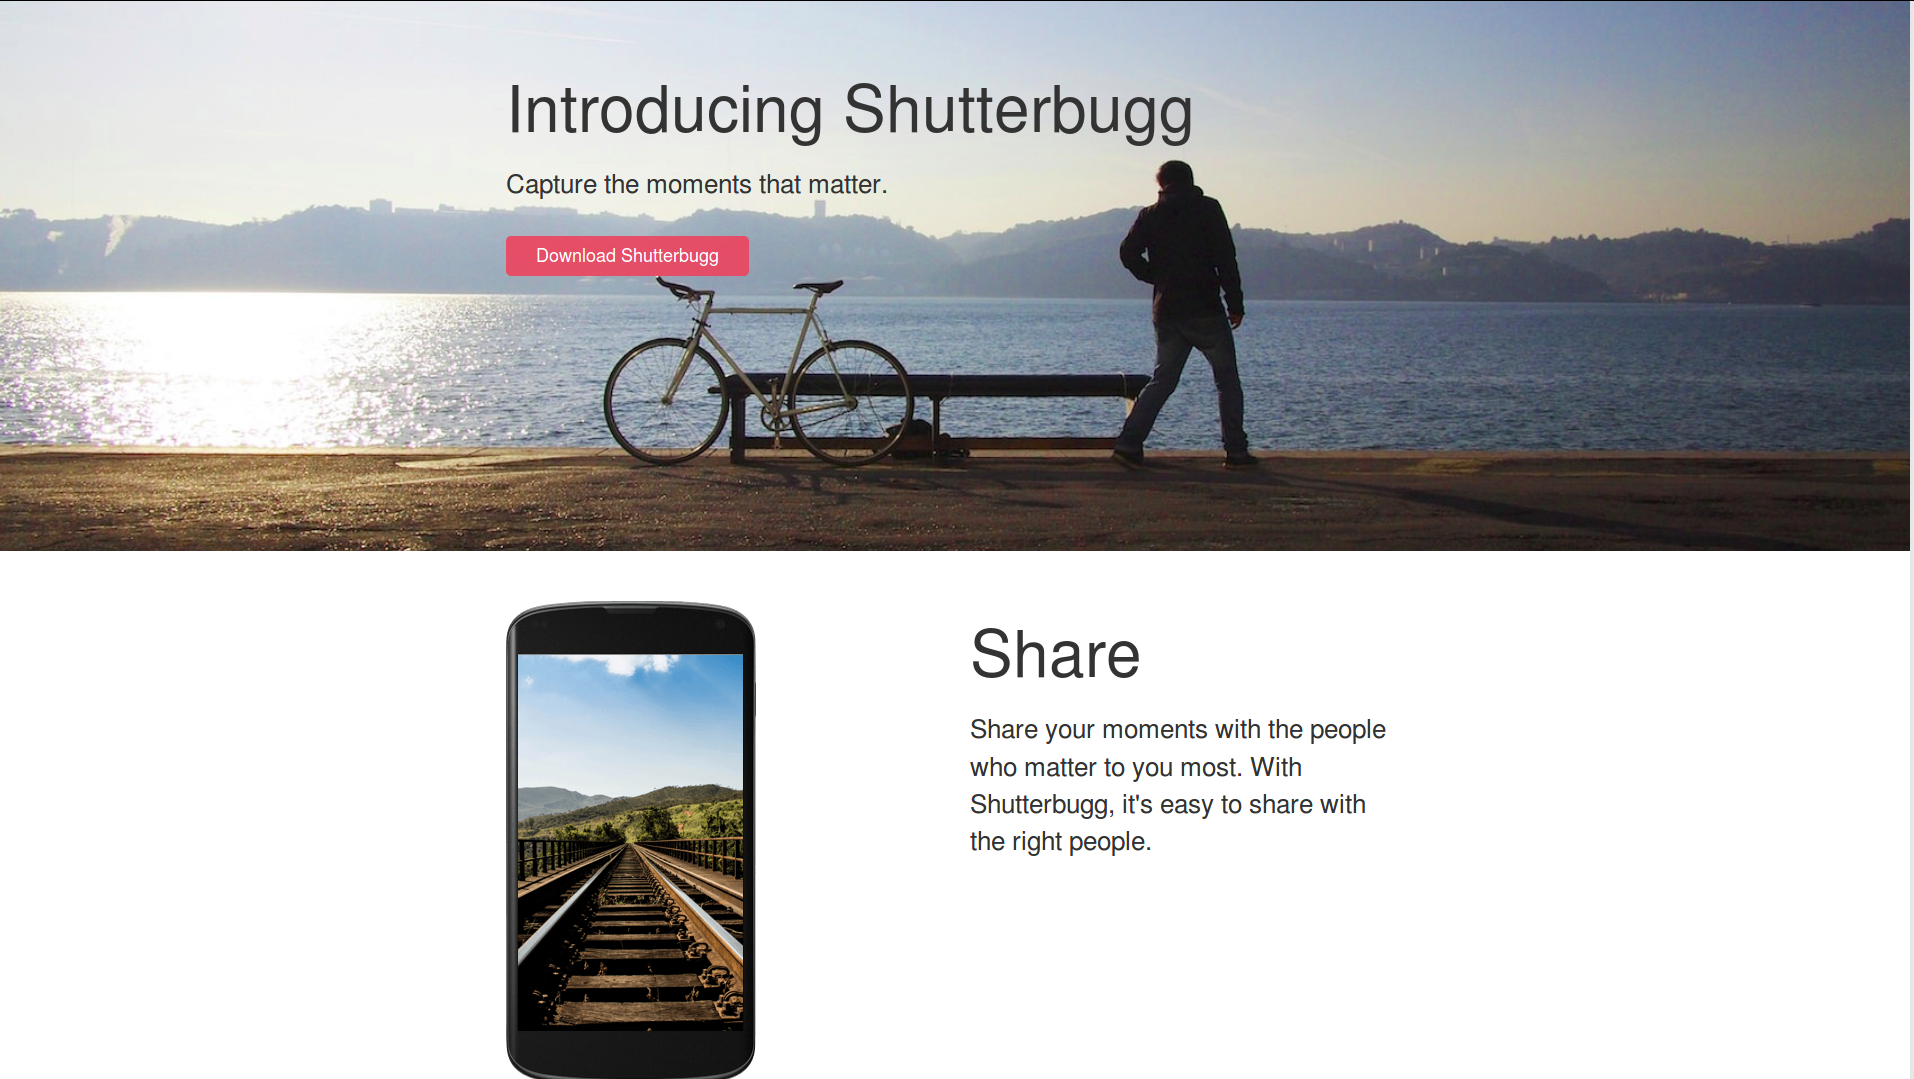 Introducing Shutterbugg
Capture the moments that matter.
Download Shutterbugg
Share
Share your moments with the people
who matter to you most. With
Shutterbugg, it's easy to share with
the right people.